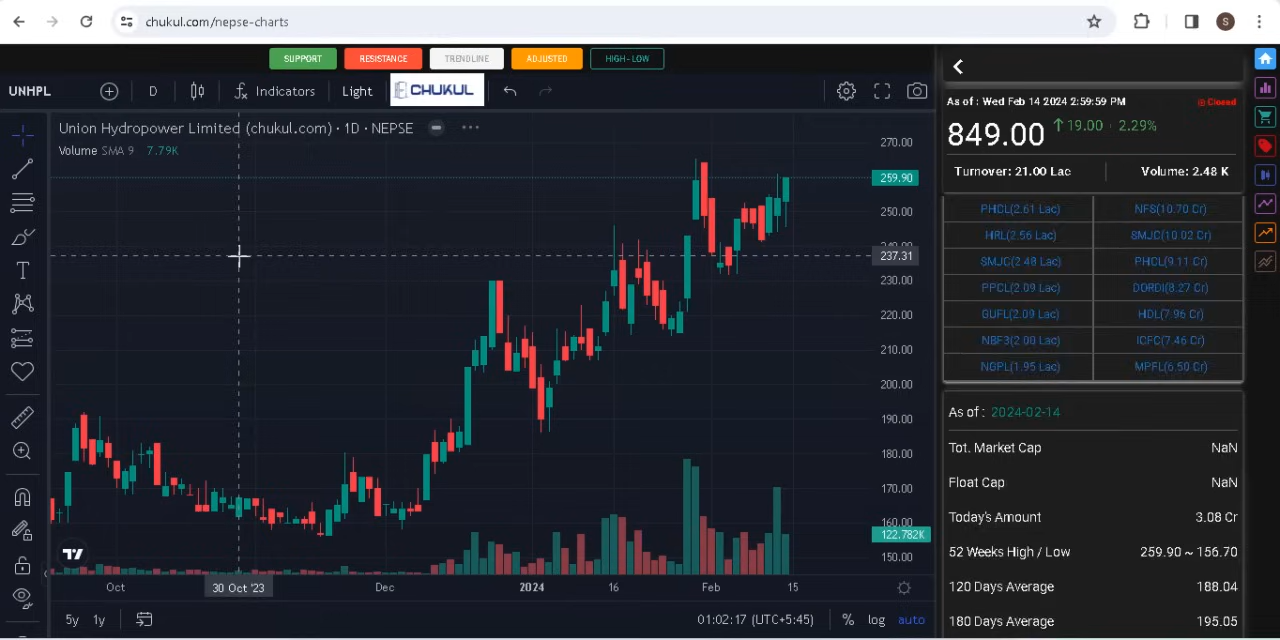 chukul.com/nepse-charts
S
SUPPORT
RESISTANCE
TRENDLINE
ADJUSTED
HIGH-LOW
UNHPL
D
Indicators
Light
CHUKUL
Union Hydropower Limited (chukul.com) · 1D · NEPSE
Volume SMA 9 7.79K
270.00
259.90
250.00
240.00
237.31
230.00
220.00
210.00
200.00
190.00
180.00
170.00
160.00
122.782K
150.00
Oct
30 Oct '23
Dec
2024
16
Feb
15
5y
1y
01:02:17 (UTC+5:45)
%
log
auto
As of : Wed Feb 14 2024 2:59:59 PM
Closed
849.00
19.00 · 2.29%
Turnover: 21.00 Lac
Volume: 2.48 K
PHCL(2.61 Lac) NFS(10.70 Cr)
HRL(2.56 Lac) SMJC(10.02 Cr)
SMJC(2.48 Lac) PHCL(9.11 Cr)
PPCL(2.09 Lac) DORDI(8.27 Cr)
GUFL(2.09 Lac) HDL(7.96 Cr)
NBF3(2.00 Lac) ICFC(7.46 Cr)
NGPL(1.95 Lac) MPFL(6.50 Cr)
As of : 2024-02-14
Tot. Market Cap NaN
Float Cap NaN
Today's Amount 3.08 Cr
52 Weeks High / Low 259.90 ~ 156.70
120 Days Average 188.04
180 Days Average 195.05